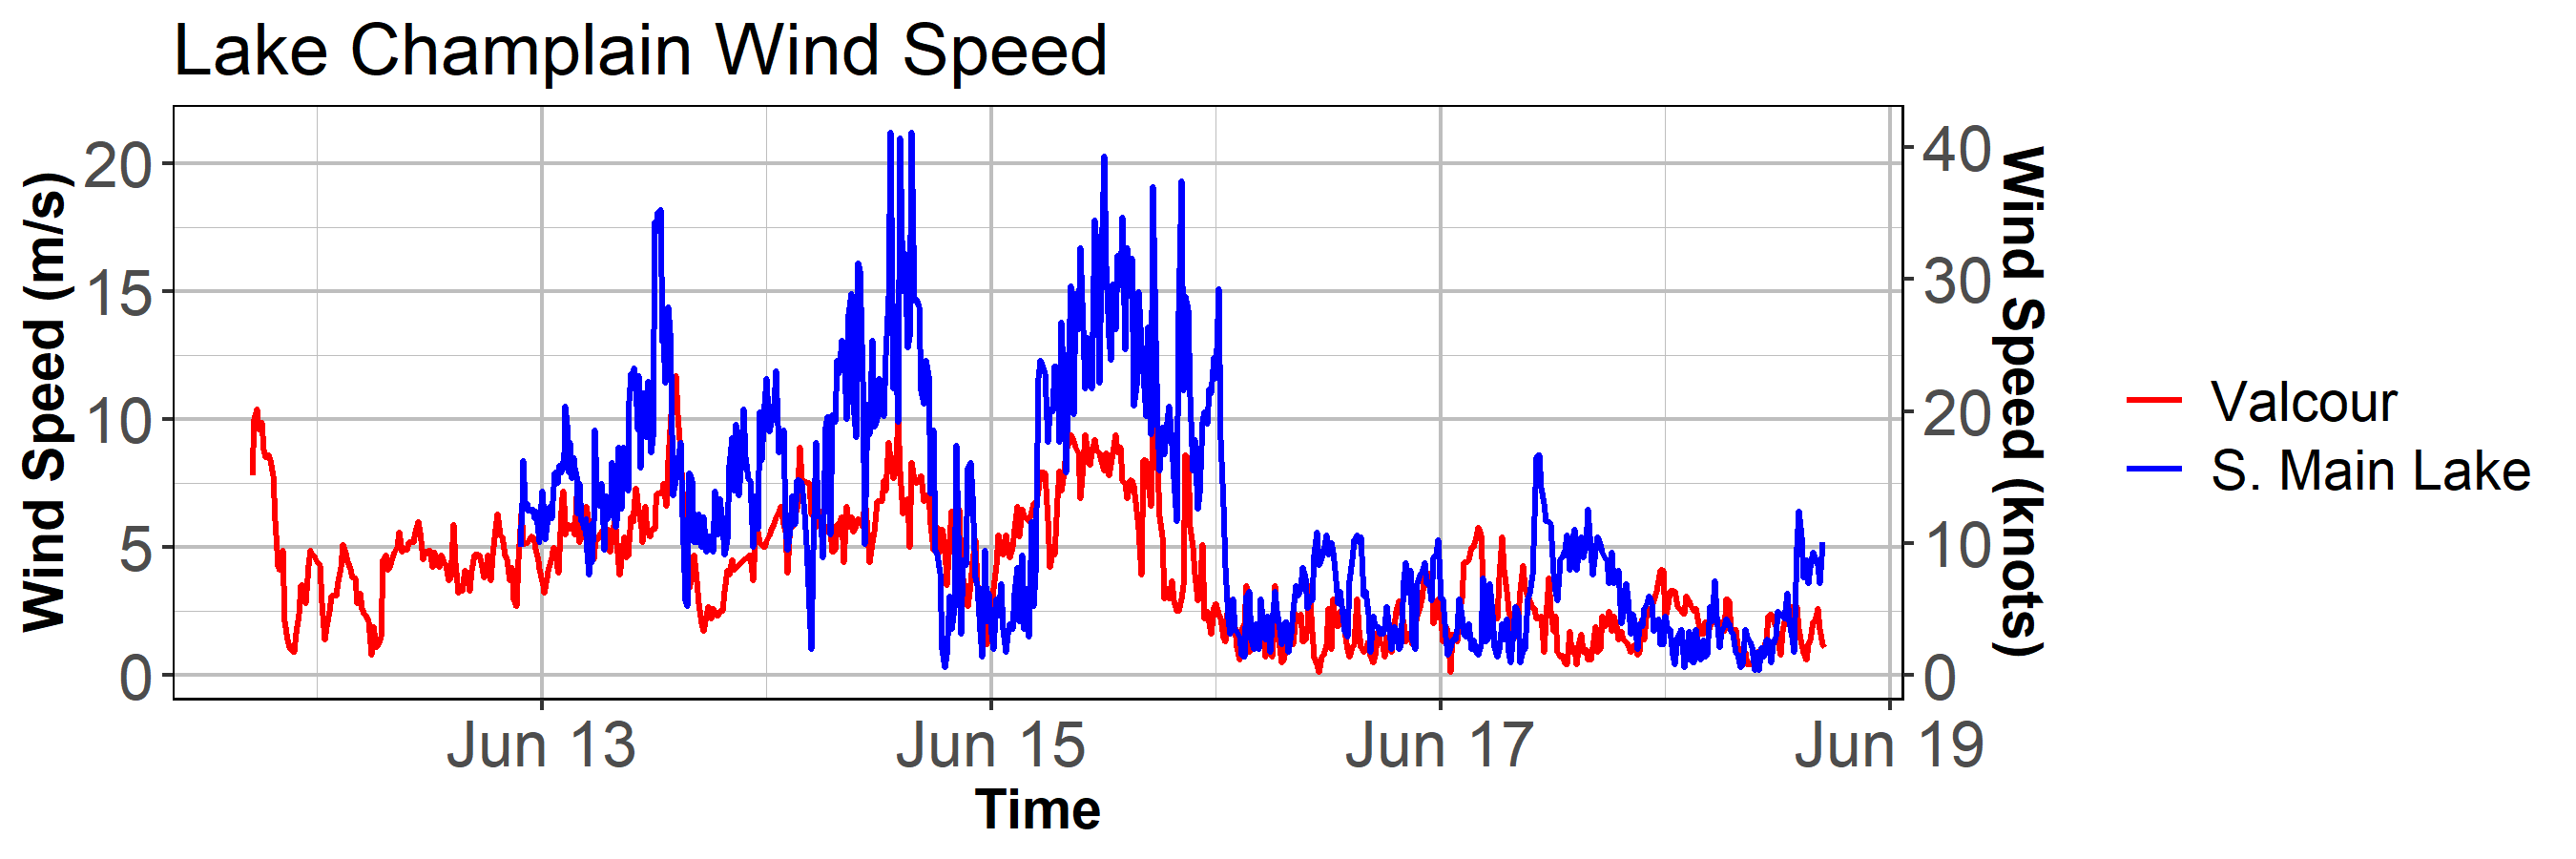 Lake Champlain Wind Speed
Wind Speed (m/s)
20
15
10
5
0
40
30
20
10
0
Wind Speed (knots)
Jun 13
Jun 15
Jun 17
Jun 19
Time
Valcour
S. Main Lake